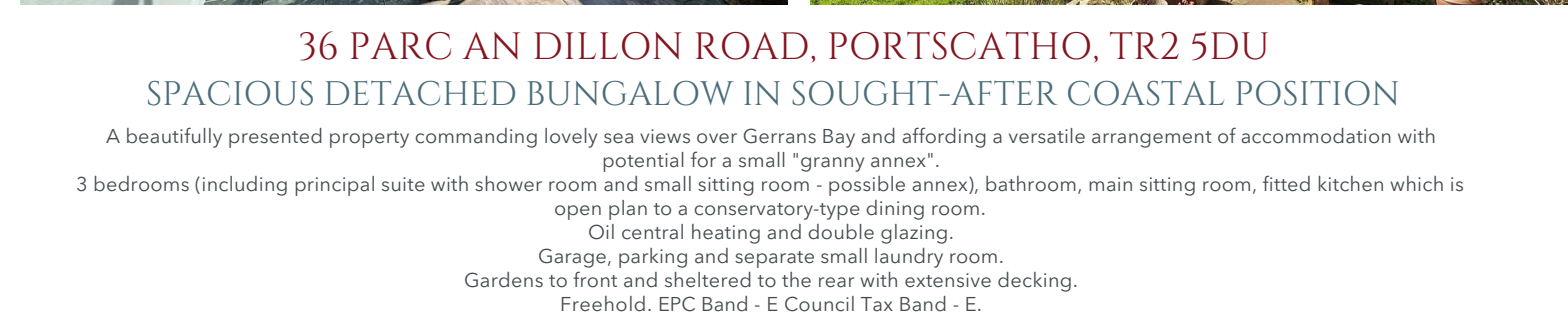 36 PARC AN DILLON ROAD, PORTSCATHO, TR2 5DU
SPACIOUS DETACHED BUNGALOW IN SOUGHT-AFTER COASTAL POSITION
A beautifully presented property commanding lovely sea views over Gerrans Bay and affording a versatile arrangement of accommodation with
potential for a small "granny annex".
3 bedrooms (including principal suite with shower room and small sitting room - possible annex), bathroom, main sitting room, fitted kitchen which is
open plan to a conservatory-type dining room.
Oil central heating and double glazing.
Garage, parking and separate small laundry room.
Gardens to front and sheltered to the rear with extensive decking.
Freehold. EPC Band - E Council Tax Band - E.